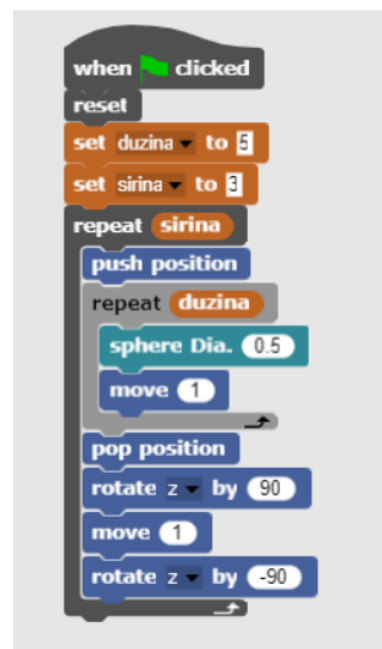 when clicked
reset
set duzina to 5
set sirina to 3
repeat sirina
push position
repeat duzina
sphere Dia. 0.5
move 1
pop position
rotate z by 90
move 1
rotate z by -90